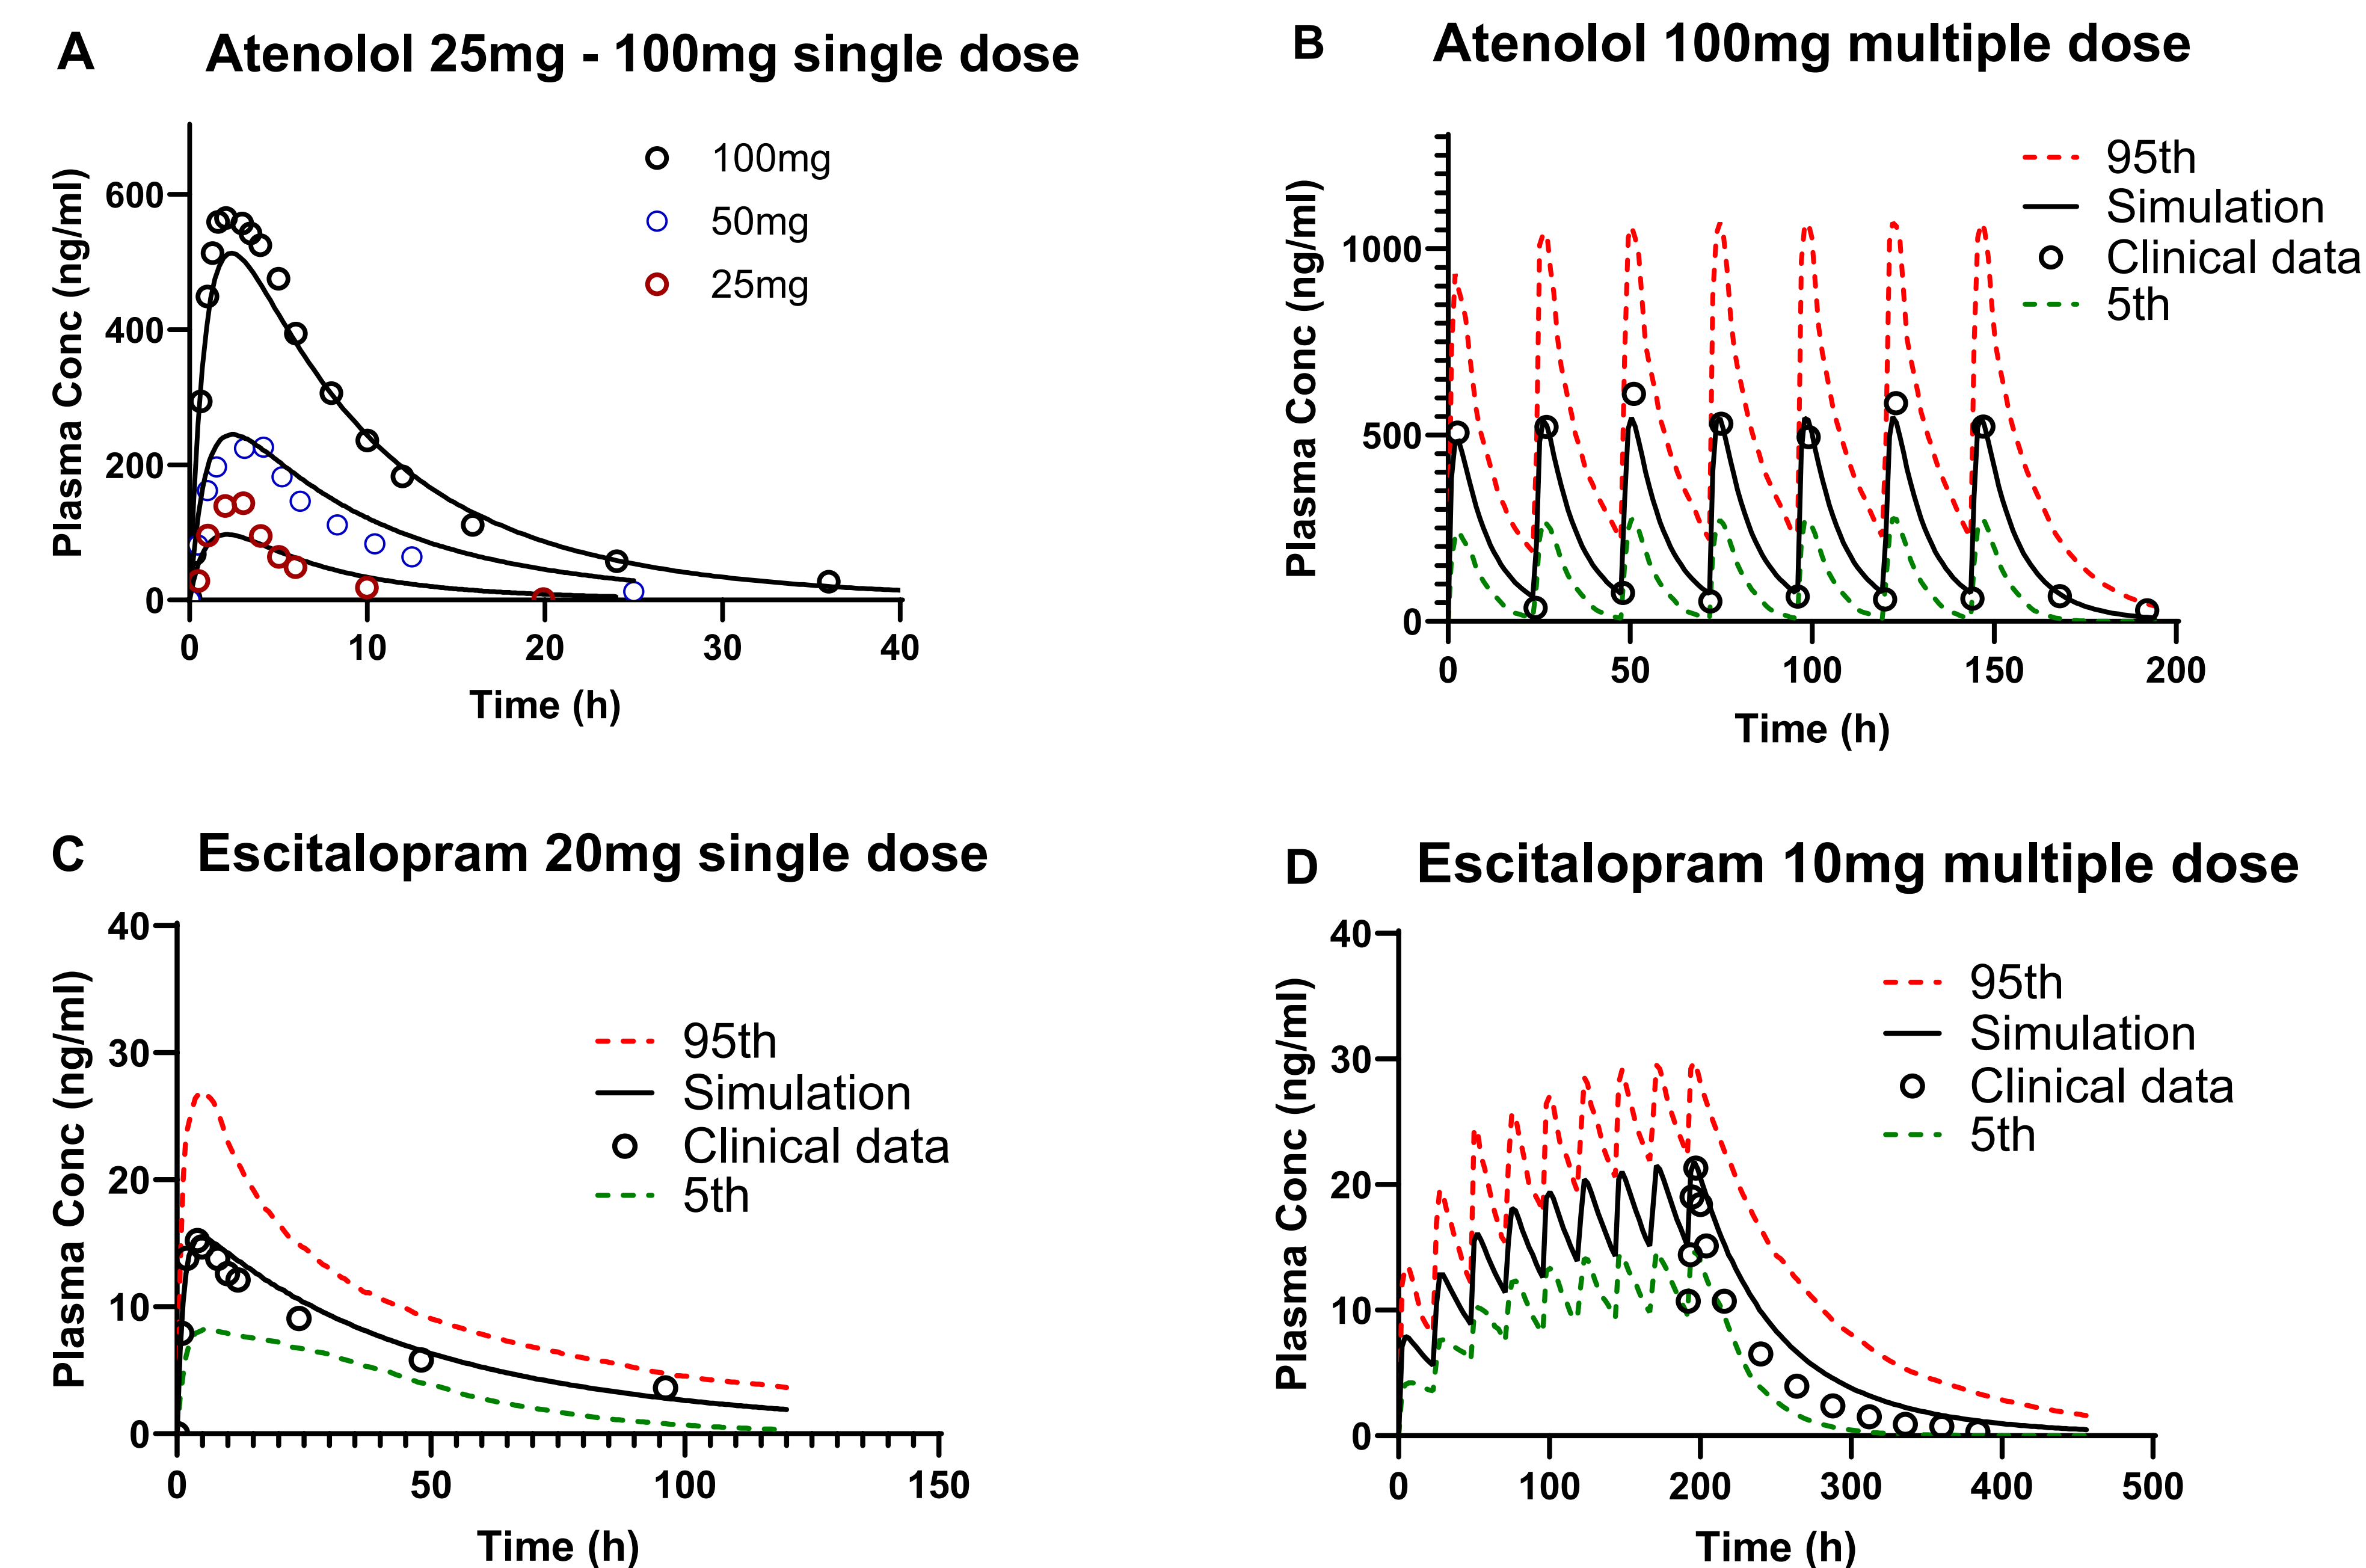 A
Atenolol 25mg - 100mg single dose
Plasma Conc (ng/ml)
600
400
200
0
0 10 20 30 40
Time (h)
100mg
50mg
25mg
B
Atenolol 100mg multiple dose
Plasma Conc (ng/ml)
1000
500
0
0 50 100 150 200
Time (h)
95th
Simulation
Clinical data
5th
C
Escitalopram 20mg single dose
Plasma Conc (ng/ml)
40
30
20
10
0
0 50 100 150
Time (h)
95th
Simulation
Clinical data
5th
D
Escitalopram 10mg multiple dose
Plasma Conc (ng/ml)
40
30
20
10
0
0 100 200 300 400 500
Time (h)
95th
Simulation
Clinical data
5th